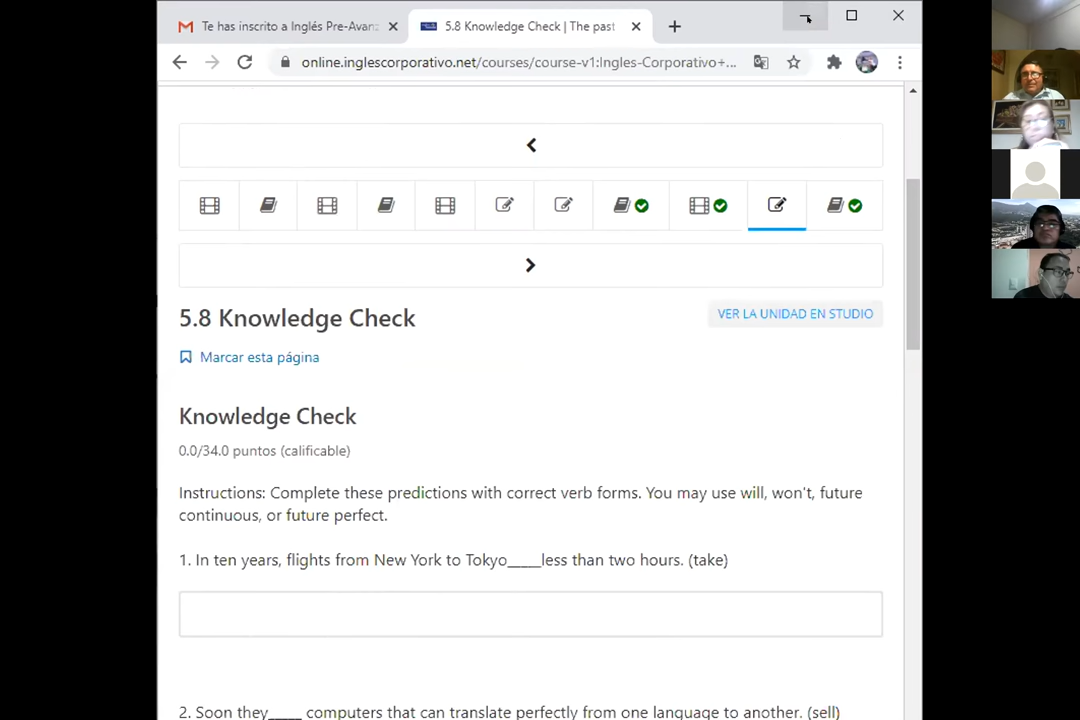 Te has inscrito a Inglés Pre-Avanz
5.8 Knowledge Check | The past
online.inglescorporativo.net/courses/course-v1:Ingles-Corporativo+...
5.8 Knowledge Check
VER LA UNIDAD EN STUDIO
Marcar esta página
Knowledge Check
0.0/34.0 puntos (calificable)
Instructions: Complete these predictions with correct verb forms. You may use will, won't, future
continuous, or future perfect.
1. In ten years, flights from New York to Tokyo_____less than two hours. (take)
2. Soon they_____ computers that can translate perfectly from one language to another. (sell)